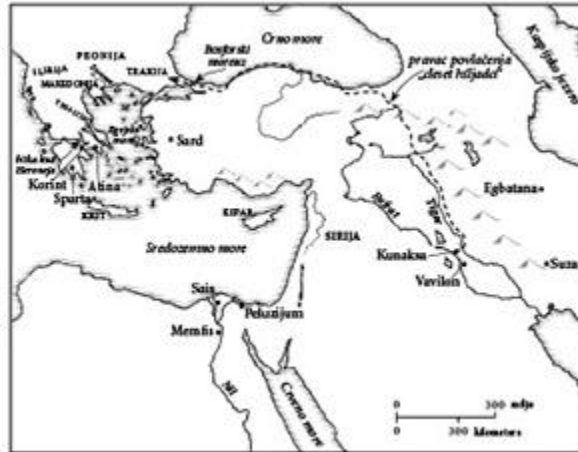 Crno more
Kaspijsko jezero
PEONIJA
ILIRIJA
TRAKIJA
Bosforski
moreuz
MAKEDONIJA
pravac povlačenja
„deset hiljada“
Sard
Korint
Atina
Sparta
KRIT
KIPAR
Sredozemno more
SIRIJA
Eufrat
Tigar
Egbatana
Kunaksa
Vavilon
Suza
Sais
Peluzijum
Memfis
Nil
Crveno more
0 300 milja
0 300 kilometara